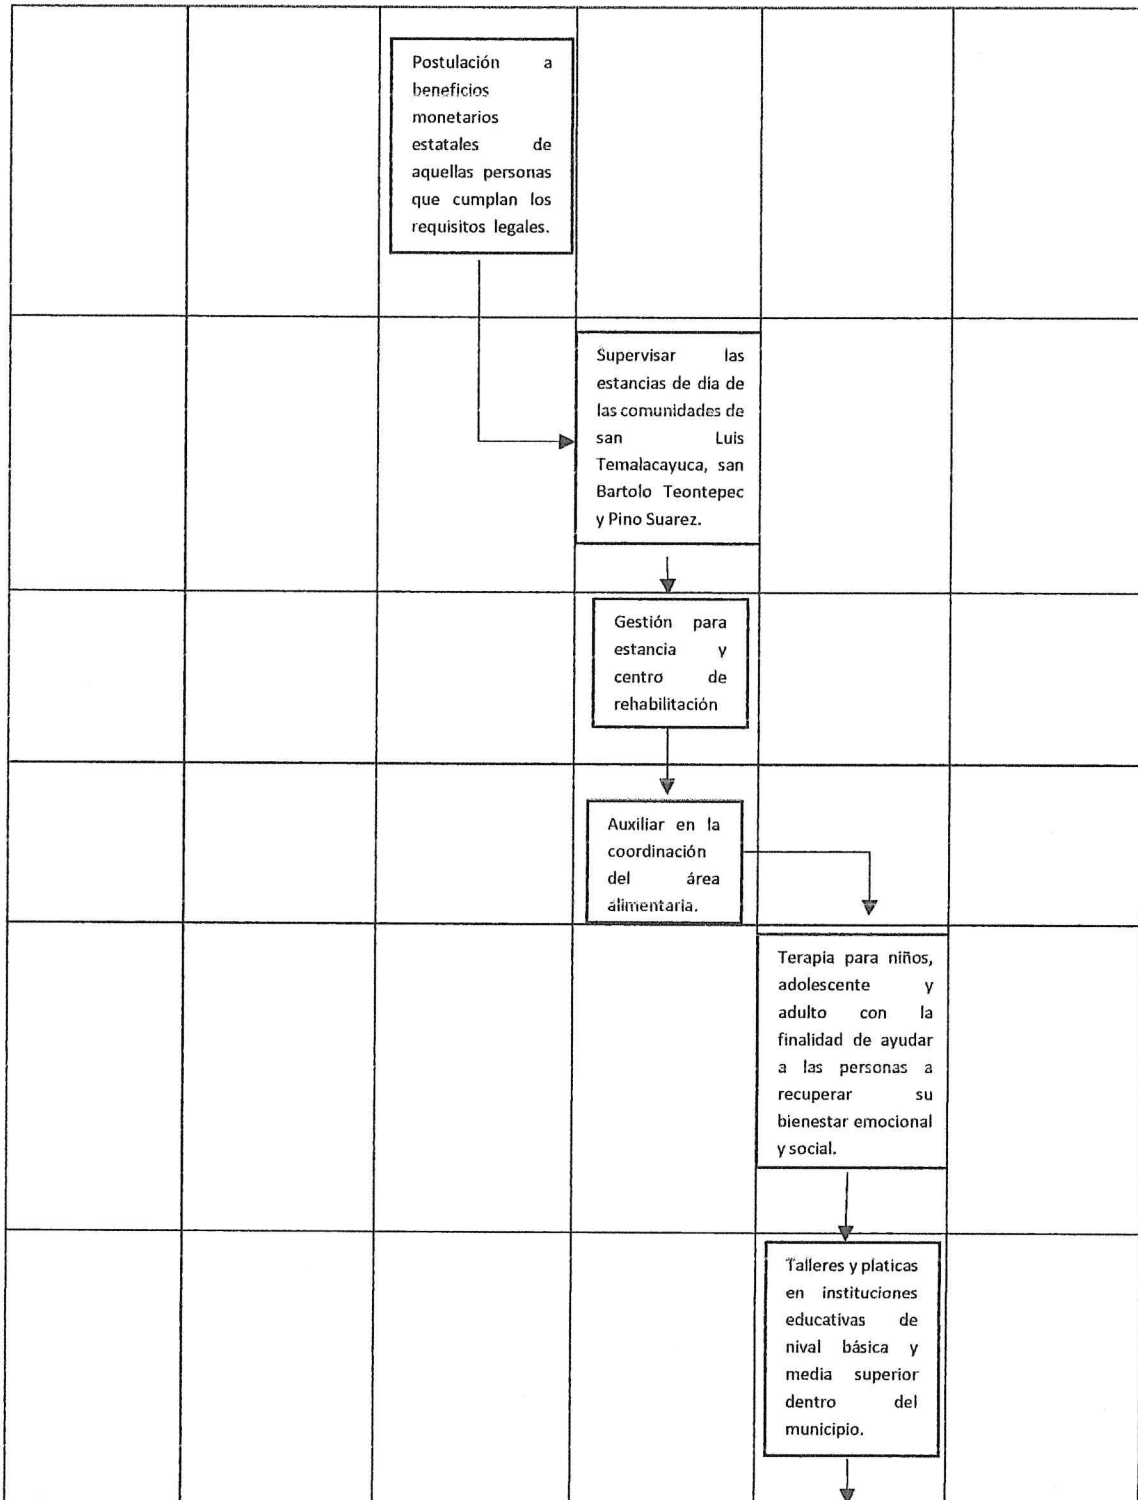 Postulación a
beneficios
monetarios
estatales de
aquellas personas
que cumplan los
requisitos legales.
Supervisar las
estancias de día de
las comunidades de
san Luis
Temalacayuca, san
Bartolo Teontepec
y Pino Suarez.
Gestión para
estancia y
centro de
rehabilitación
Auxiliar en la
coordinación
del área
alimentaria.
Terapia para niños,
adolescente y
adulto con la
finalidad de ayudar
a las personas a
recuperar su
bienestar emocional
y social.
Talleres y platicas
en instituciones
educativas de
nival básica y
media superior
dentro del
municipio.